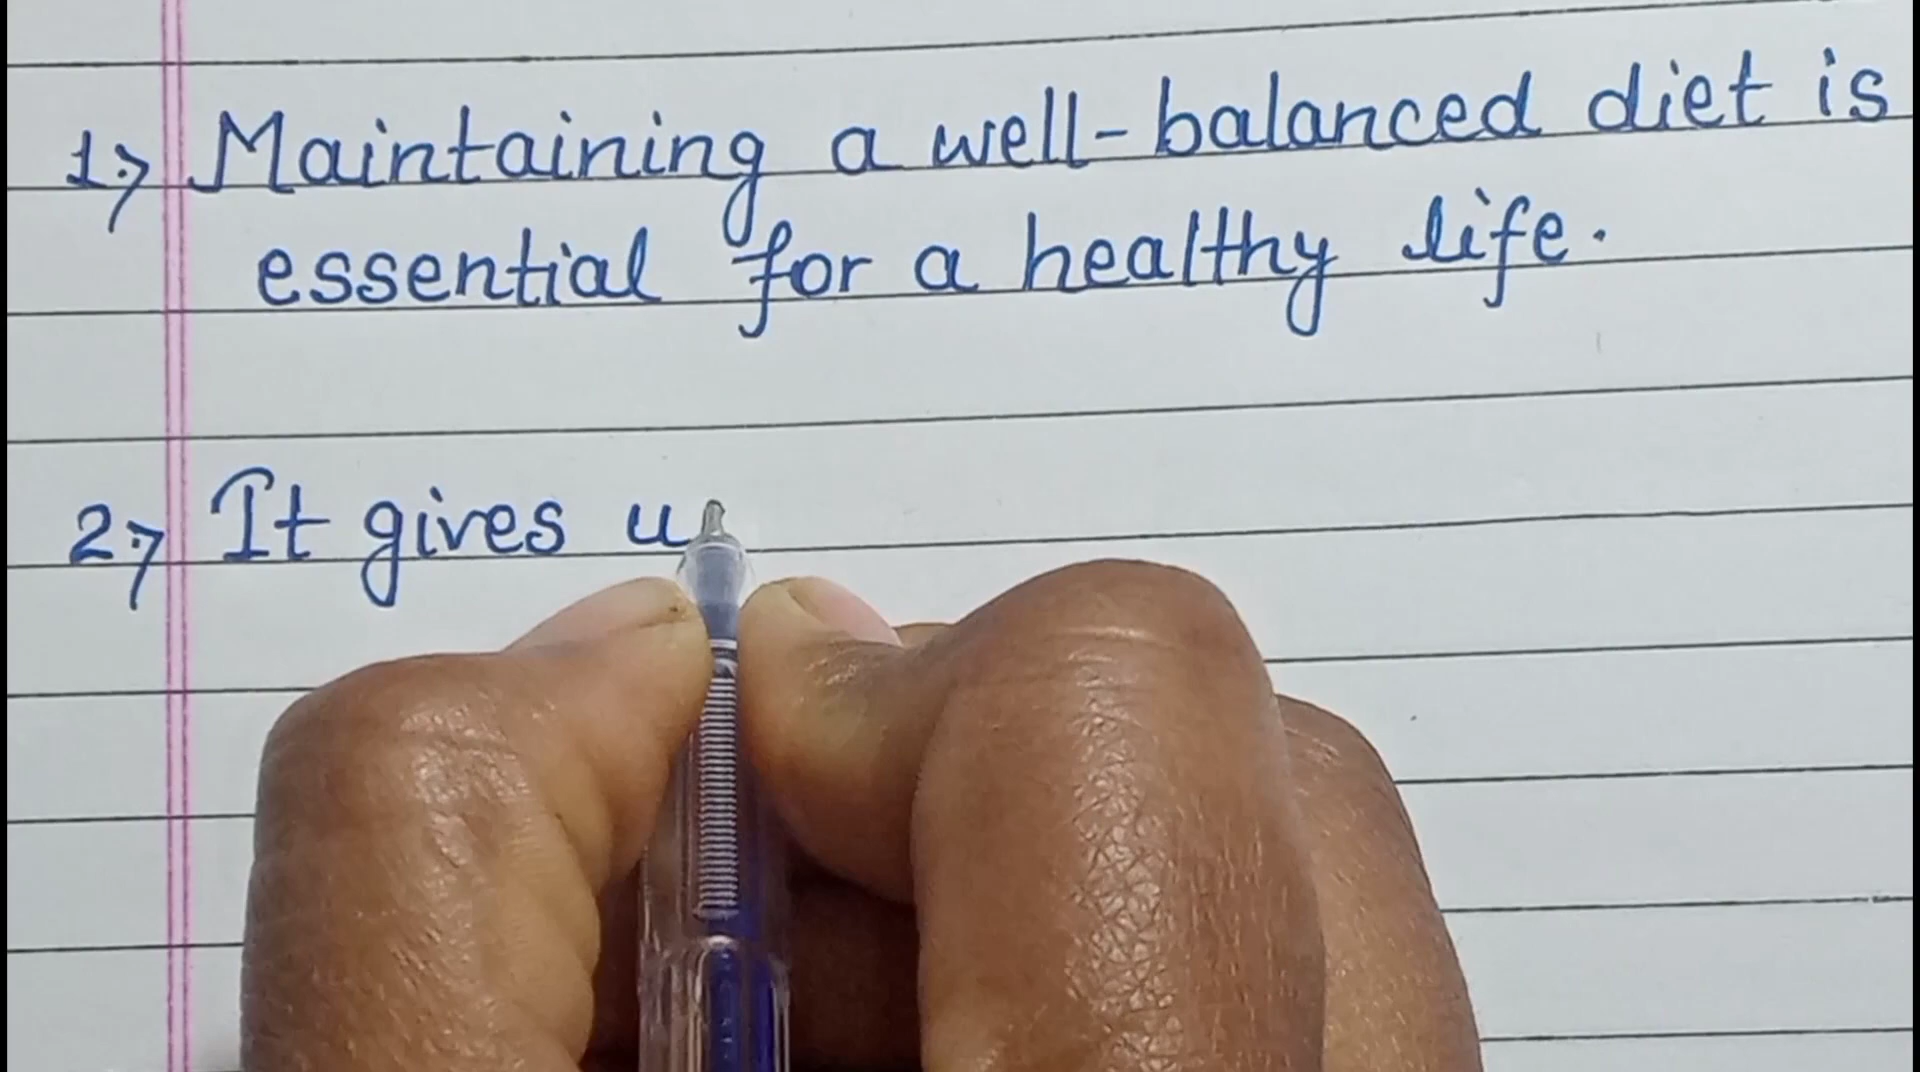 1.> Maintaining a well-balanced diet is
essential for a healthy life.
2.> It gives u